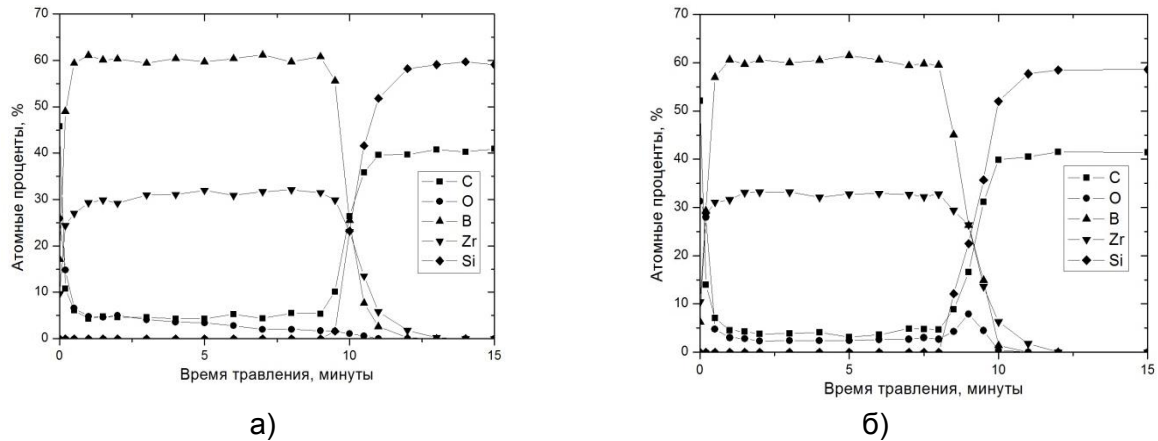 70
60
50
40
30
20
10
0
Атомные проценты, %
C
O
B
Zr
Si
0 5 10 15
Время травления, минуты
а)
70
60
50
40
30
20
10
0
Атомные проценты, %
C
O
B
Zr
Si
0 5 10 15
Время травления, минуты
б)